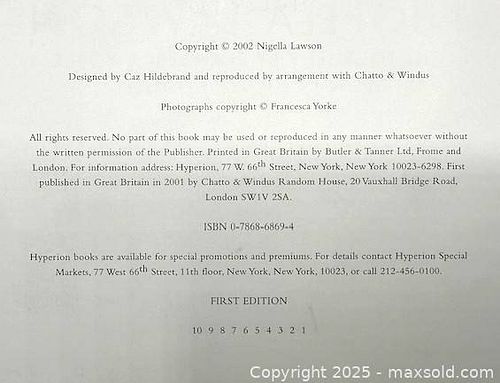 Copyright © 2002 Nigella Lawson
Designed by Caz Hildebrand and reproduced by arrangement with Chatto & Windus
Photographs copyright © Francesca Yorke
All rights reserved. No part of this book may be used or reproduced in any manner whatsoever without
the written permission of the Publisher. Printed in Great Britain by Butler & Tanner Ltd, Frome and
London. For information address: Hyperion, 77 W. 66th Street, New York, New York 10023-6298. First
published in Great Britain in 2001 by Chatto & Windus Random House, 20 Vauxhall Bridge Road,
London SW1V 2SA.
ISBN 0-7868-6869-4
Hyperion books are available for special promotions and premiums. For details contact Hyperion Special
Markets, 77 West 66th Street, 11th floor, New York, New York, 10023, or call 212-456-0100.
FIRST EDITION
10 9 8 7 6 5 4 3 2 1
Copyright 2025 - maxsold.com